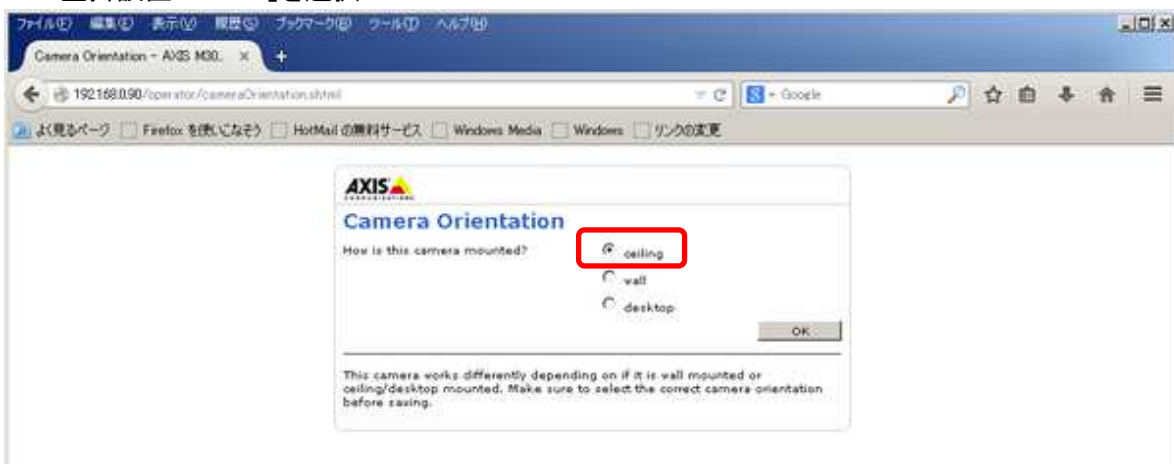 」を選択
ファイル(F) 編集(E) 表示(V) 履歴(S) ブックマーク(B) ツール(T) ヘルプ(H)
Camera Orientation - AXIS M30.. × +
192.168.0.90/operator/cameraOrientation.shtml
Google
よく見るページ Firefox を使いこなそう HotMail の無料サービス Windows Media Windows リンクの変更
AXIS
COMMUNICATIONS
Camera Orientation
How is this camera mounted?
ceiling
wall
desktop
OK
This camera works differently depending on if it is wall mounted or
ceiling/desktop mounted. Make sure to select the correct camera orientation
before saving.